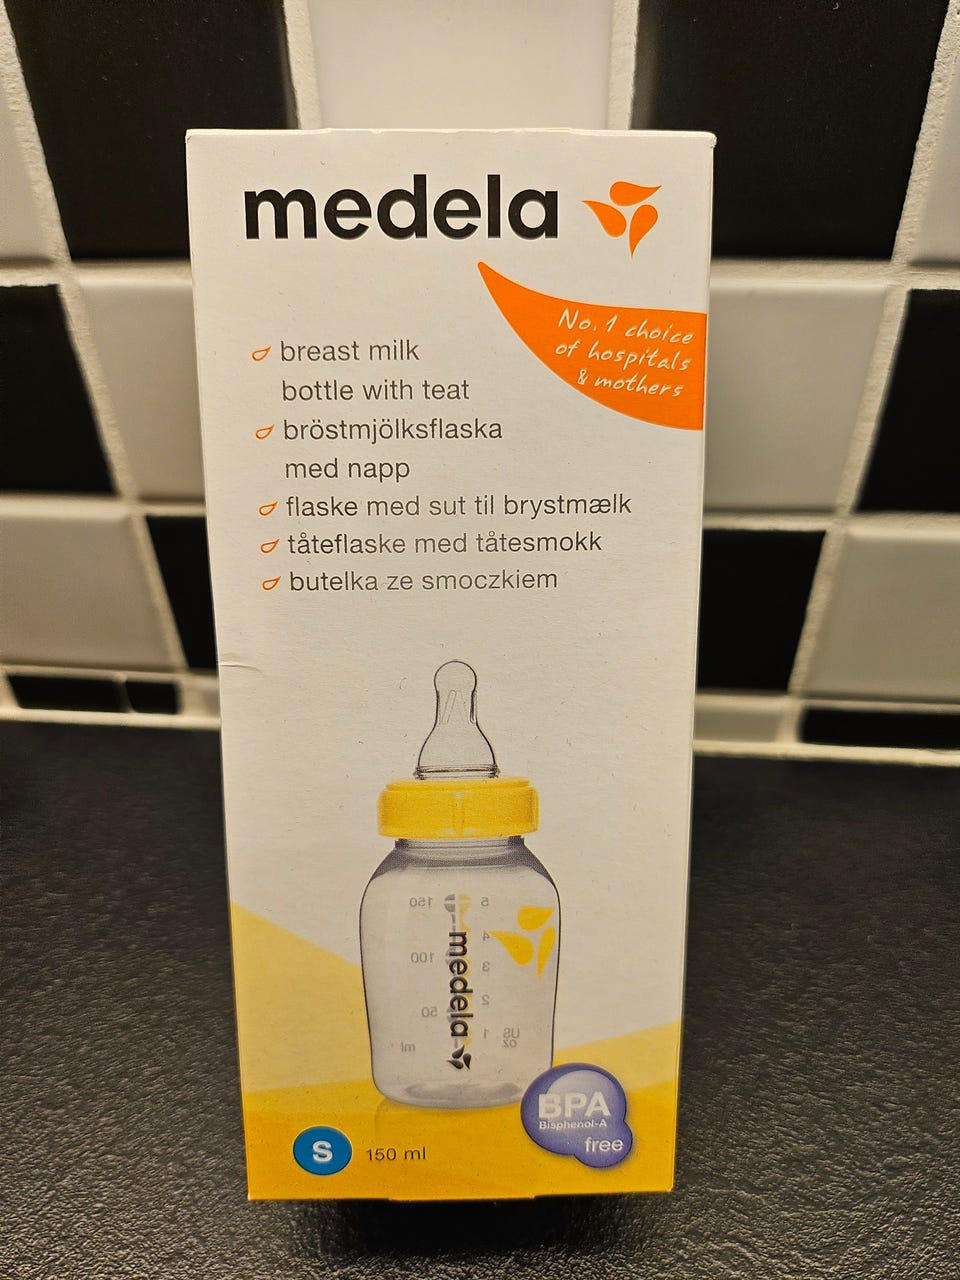 medela
No. 1 choice
of hospitals
& mothers
breast milk
bottle with teat
bröstmjölksflaska
med napp
flaske med sut til brystmælk
tåteflaske med tåtesmokk
butelka ze smoczkiem
150
5
4
100
3
2
50
1
US
oz
ml
medela
BPA
Bisphenol-A
free
S 150 ml